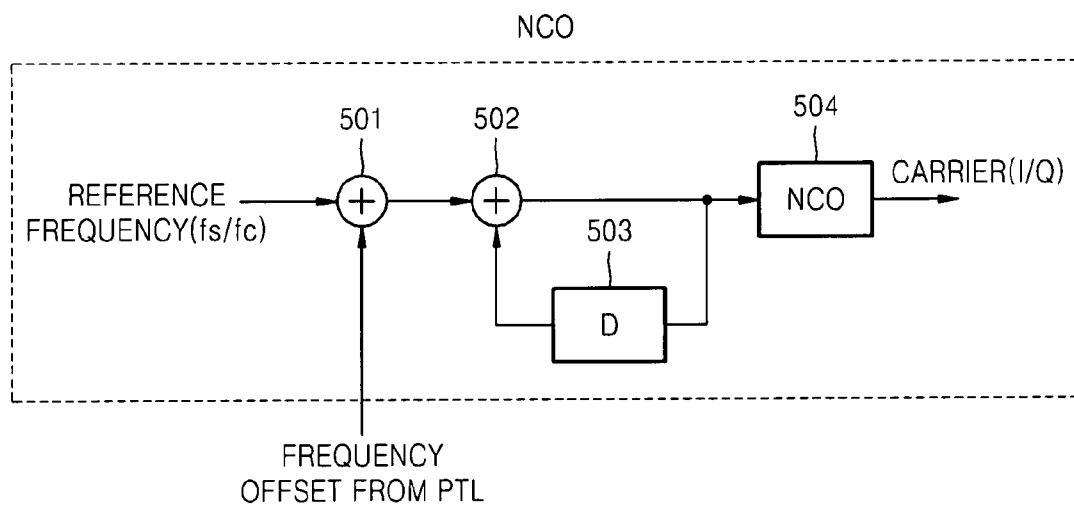 NCO
501
502
504
REFERENCE
FREQUENCY(fs/fc)
+
+
NCO
CARRIER(I/Q)
503
D
FREQUENCY
OFFSET FROM PTL